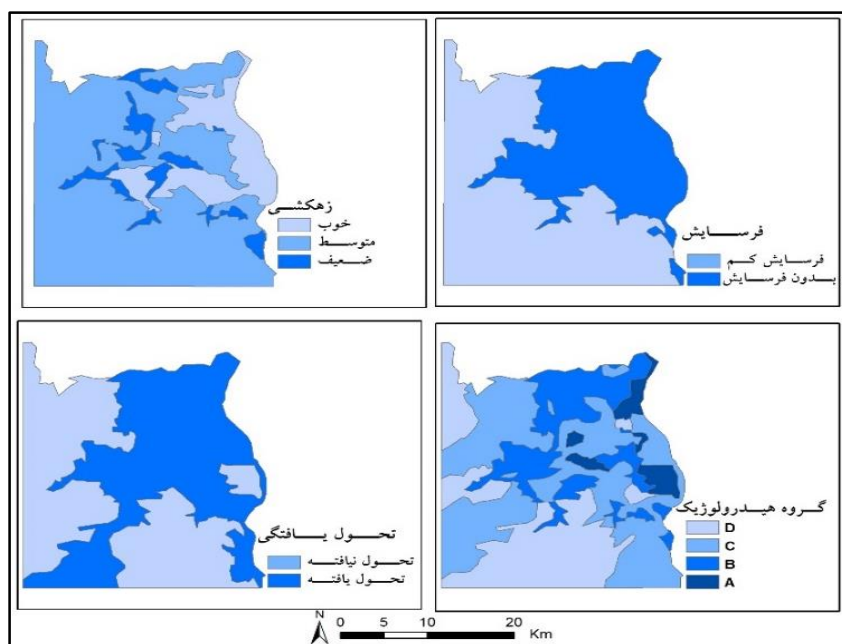 زهکشی
خوب
متوسط
ضعیف
فرسایش
فرسایش کم
بدون فرسایش
تحول یافتگی
تحول نیافته
تحول یافته
گروه هیدرولوژیک
D
C
B
A
N
0 5 10 20
Km